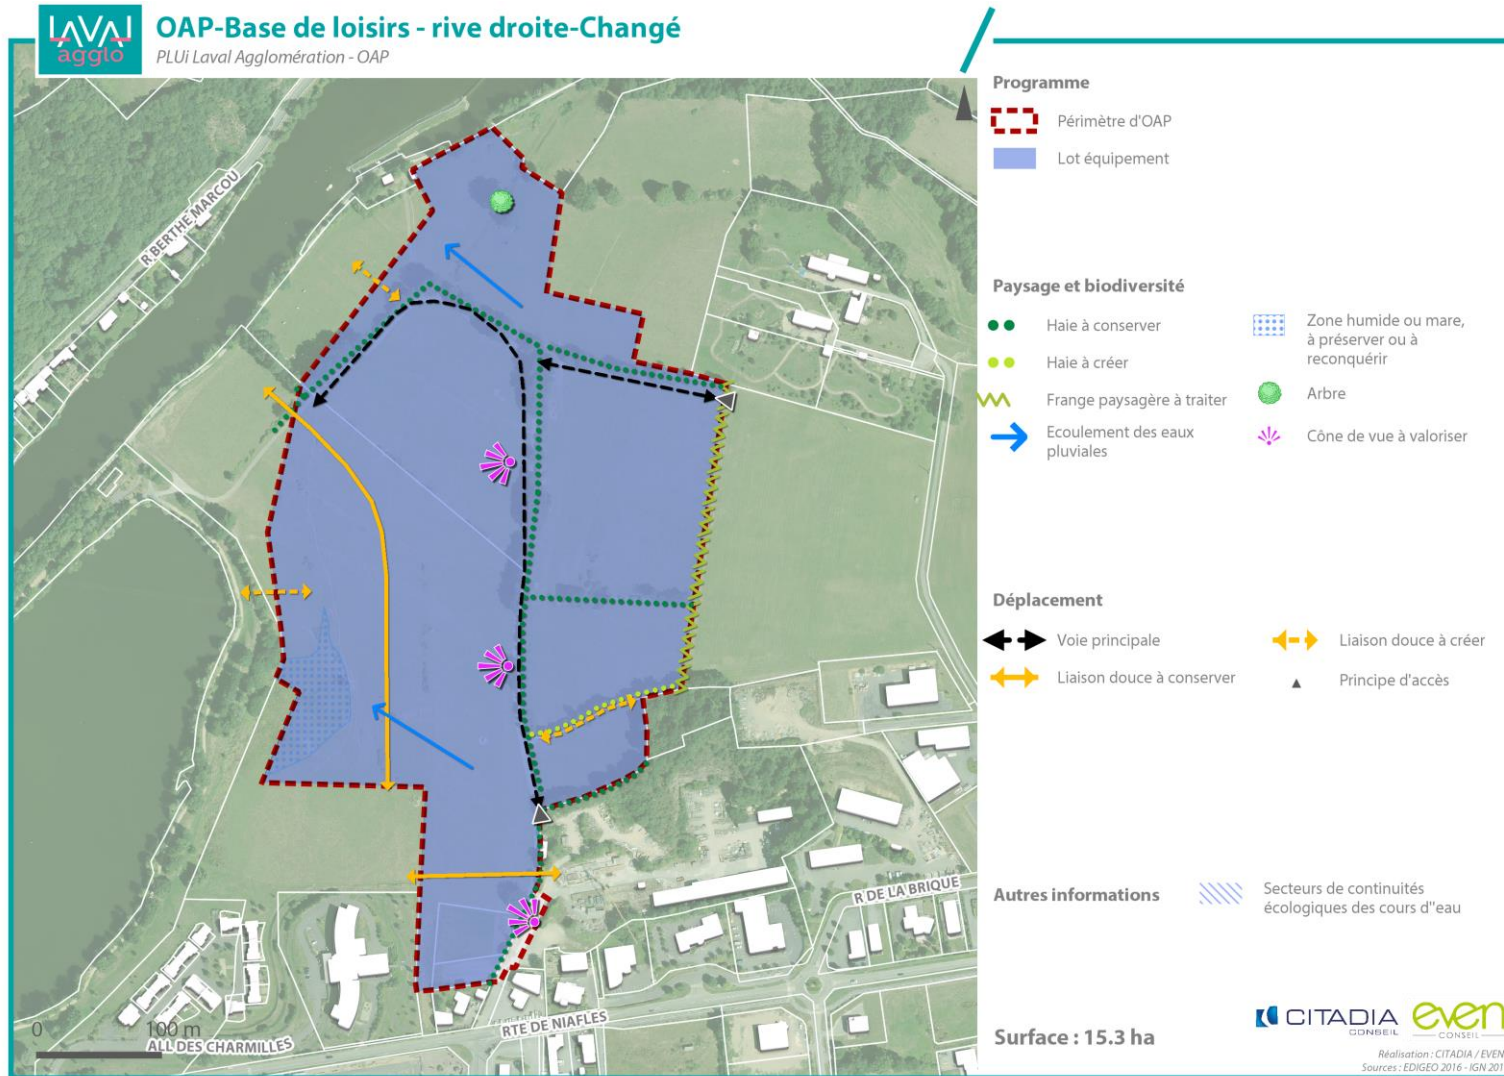 LAVAL
agglo
OAP-Base de loisirs - rive droite-Changé
PLUi Laval Agglomération - OAP
R BERTHE MARCOU
R DE LA BRIQUE
RTE DE NIAFLES
ALL DES CHARMILLES
0
100 m
Programme
Périmètre d'OAP
Lot équipement
Paysage et biodiversité
Haie à conserver
Haie à créer
Frange paysagère à traiter
Ecoulement des eaux
pluviales
Zone humide ou mare,
à préserver ou à
reconquérir
Arbre
Cône de vue à valoriser
Déplacement
Voie principale
Liaison douce à conserver
Liaison douce à créer
Principe d'accès
Autres informations
Secteurs de continuités
écologiques des cours d''eau
Surface : 15.3 ha
CITADIA
CONSEIL
even
CONSEIL
Réalisation : CITADIA / EVEN
Sources : EDIGEO 2016 - IGN 201